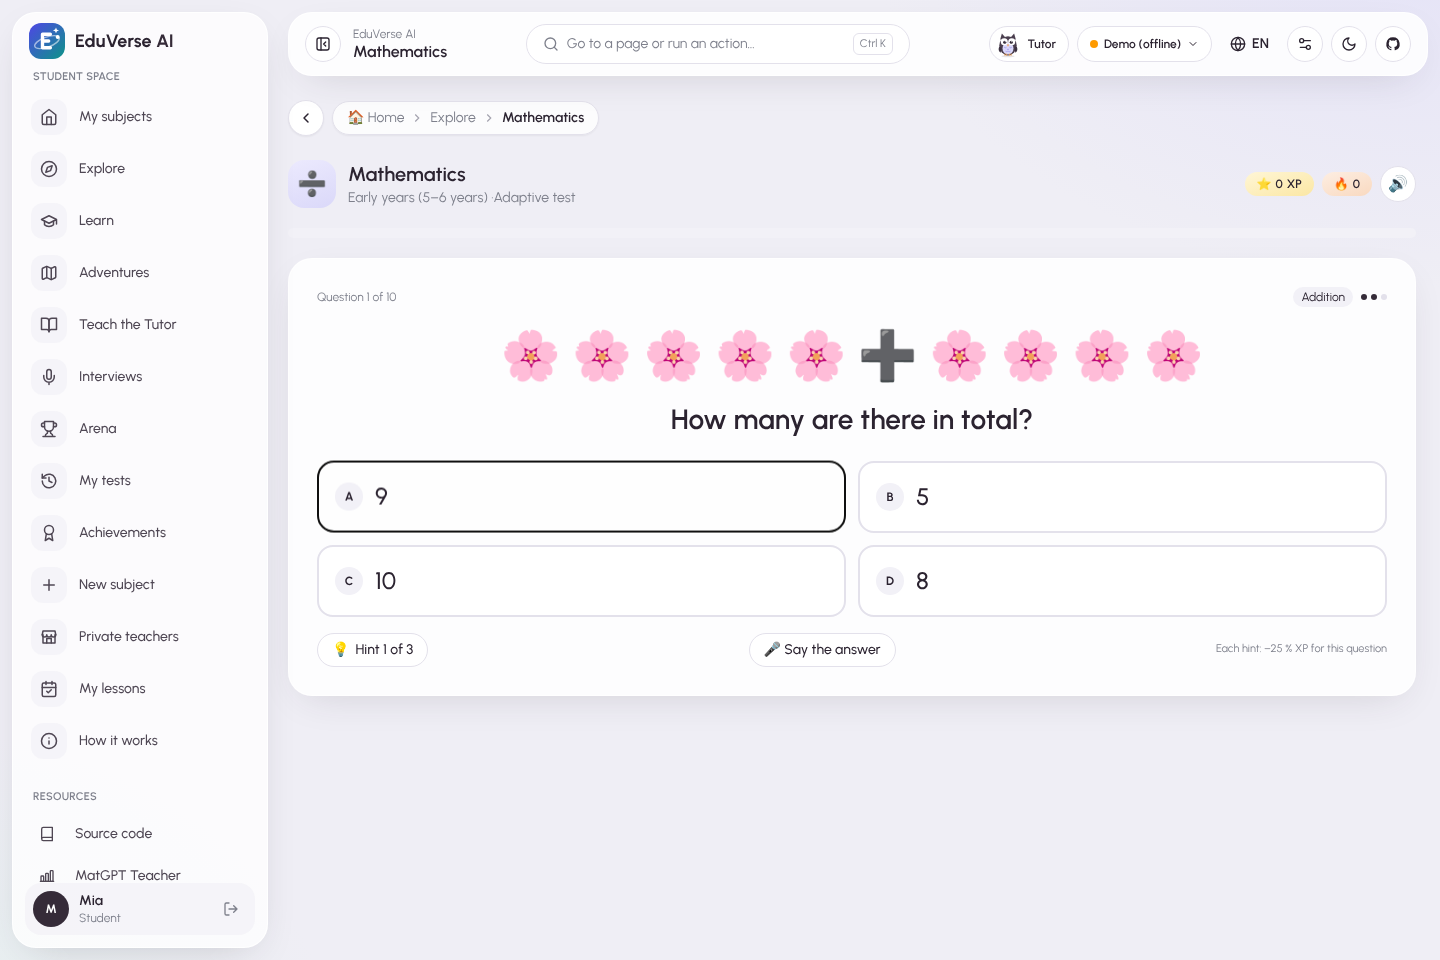 EduVerse AI
STUDENT SPACE
My subjects
Explore
Learn
Adventures
Teach the Tutor
Interviews
Arena
My tests
Achievements
New subject
Private teachers
My lessons
How it works
RESOURCES
Source code
MatGPT Teacher
M
Mia
Student
EduVerse AI
Mathematics
Go to a page or run an action...
Ctrl K
Tutor
Demo (offline)
EN
Home
Explore
Mathematics
Mathematics
Early years (5–6 years) · Adaptive test
0 XP
0
Question 1 of 10
Addition
How many are there in total?
A 9
B 5
C 10
D 8
Hint 1 of 3
Say the answer
Each hint: −25 % XP for this question